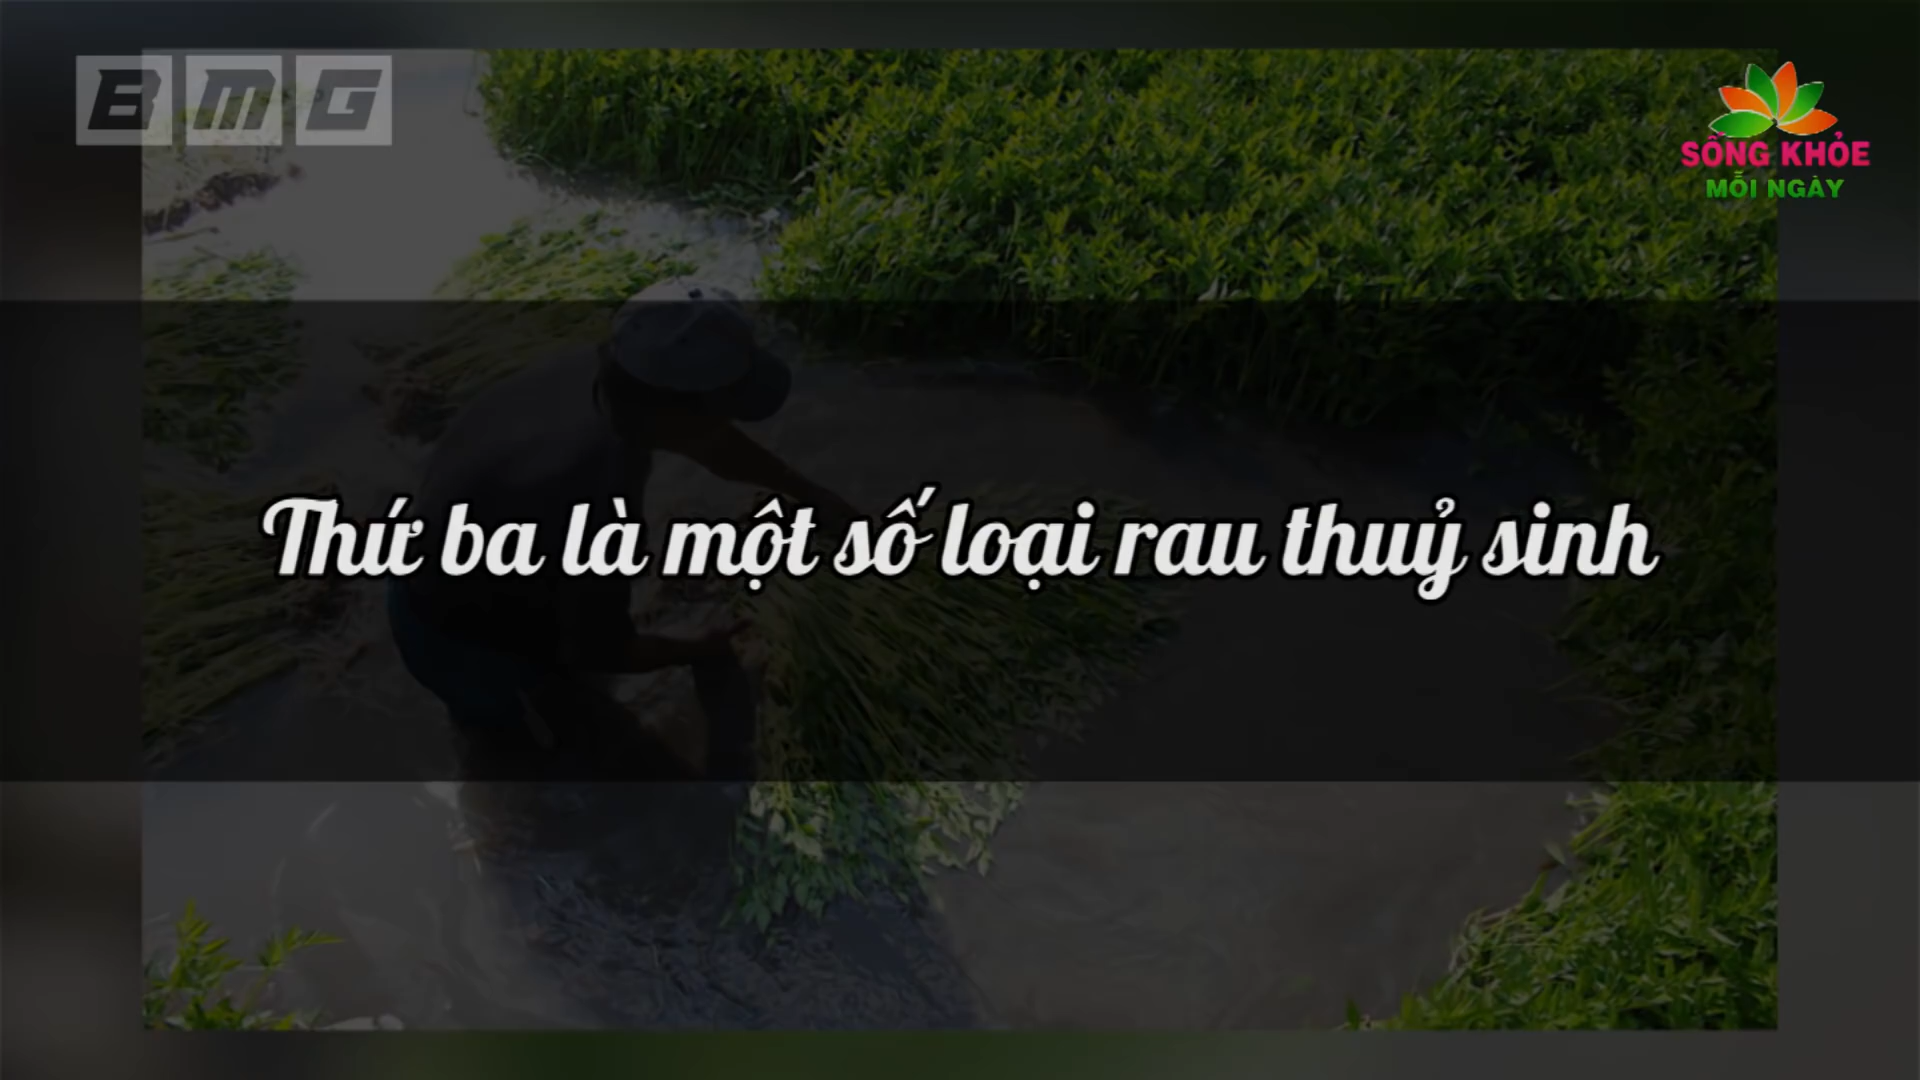 BMG
SỐNG KHỎE
MỖI NGÀY
Thứ ba là một số loại rau thuỷ sinh